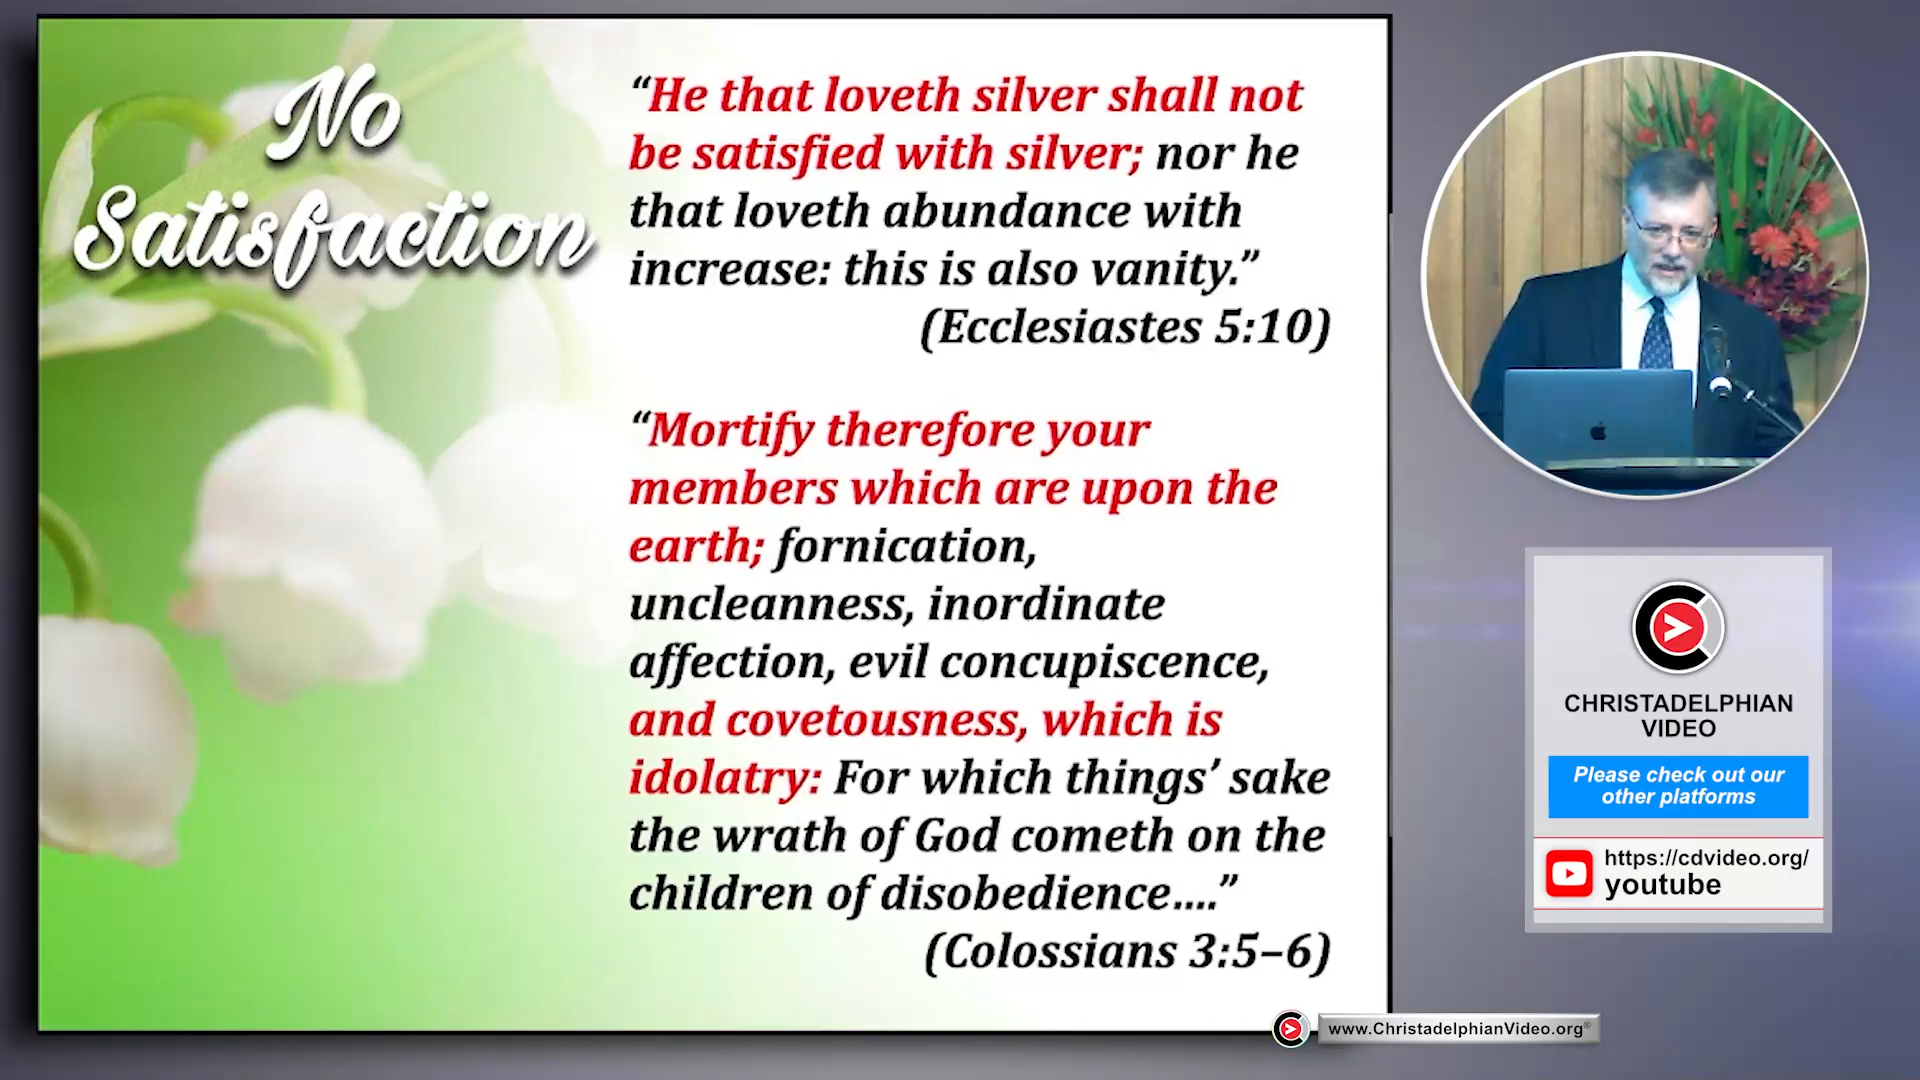 No
Satisfaction
“He that loveth silver shall not
be satisfied with silver; nor he
that loveth abundance with
increase: this is also vanity.”
(Ecclesiastes 5:10)
“Mortify therefore your
members which are upon the
earth; fornication,
uncleanness, inordinate
affection, evil concupiscence,
and covetousness, which is
idolatry: For which things’ sake
the wrath of God cometh on the
children of disobedience....”
(Colossians 3:5–6)
CHRISTADELPHIAN
VIDEO
Please check out our
other platforms
https://cdvideo.org/
youtube
www.ChristadelphianVideo.org®